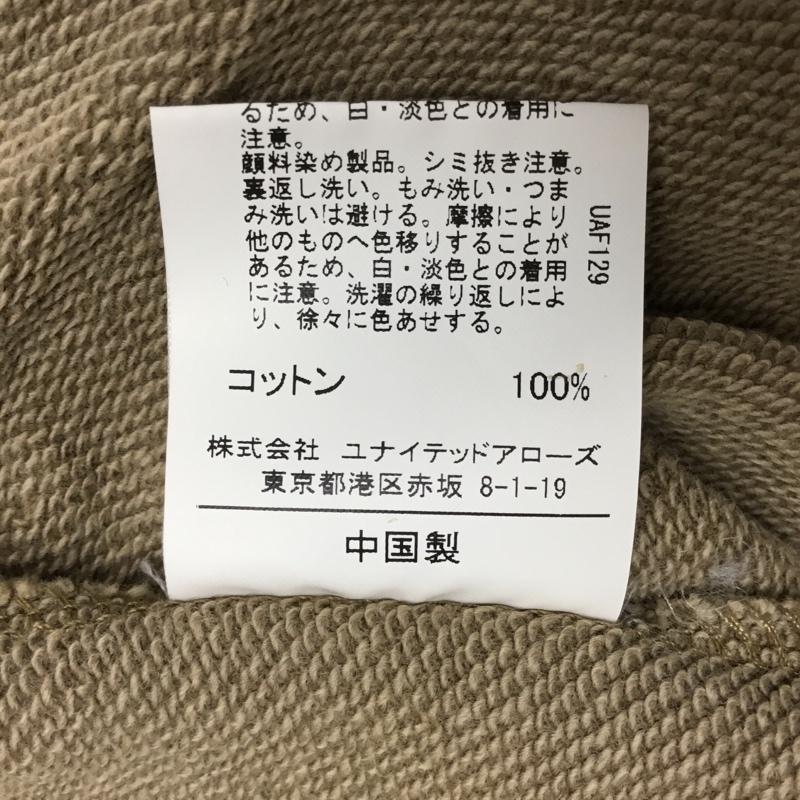 るため、白・淡色との着用に
注意。
顔料染め製品。シミ抜き注意。
裏返し洗い。もみ洗い・つま
み洗いは避ける。摩擦により
他のものへ色移りすることが
あるため、白・淡色との着用
に注意。洗濯の繰り返しによ
り、徐々に色あせする。
UAF129
コットン 100%
株式会社 ユナイテッドアローズ
東京都港区赤坂 8-1-19
中国製